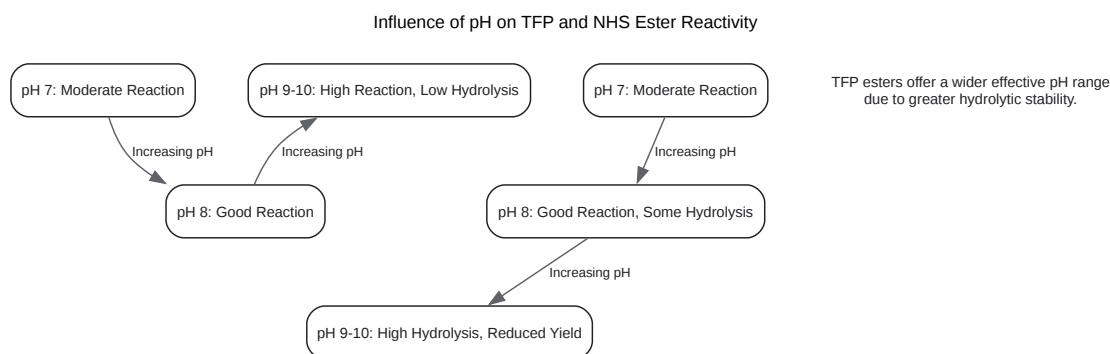 Influence of pH on TFP and NHS Ester Reactivity
pH 7: Moderate Reaction
pH 9-10: High Reaction, Low Hydrolysis
pH 7: Moderate Reaction
TFP esters offer a wider effective pH range
due to greater hydrolytic stability.
Increasing pH
Increasing pH
Increasing pH
pH 8: Good Reaction
pH 8: Good Reaction, Some Hydrolysis
Increasing pH
pH 9-10: High Hydrolysis, Reduced Yield